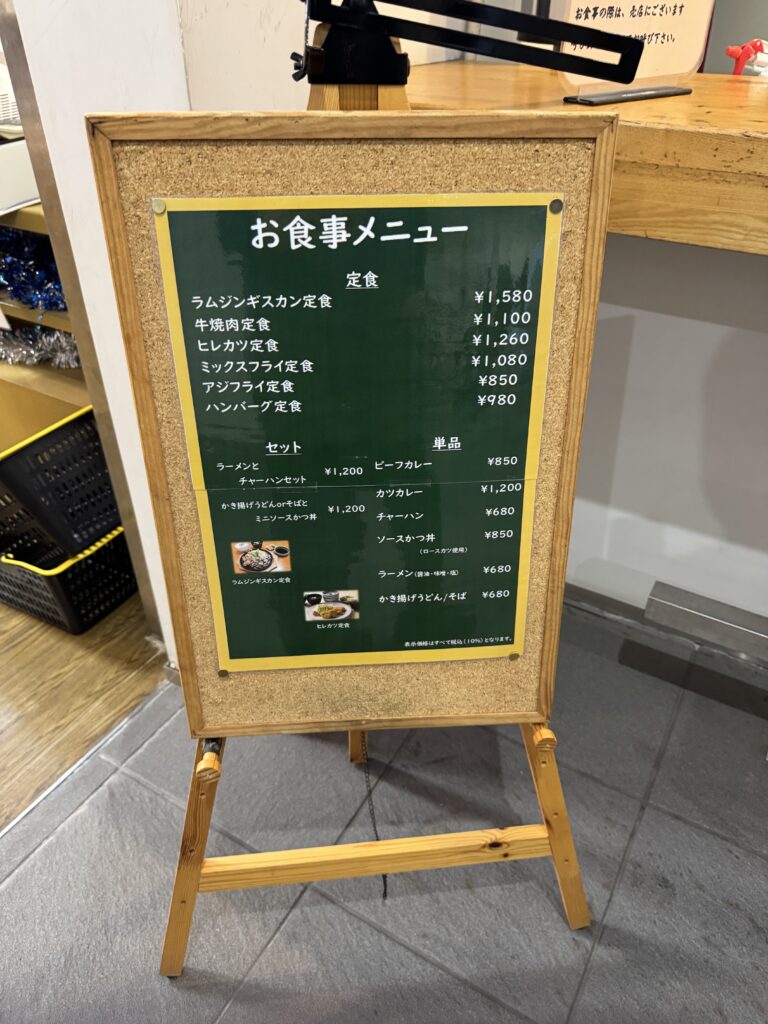 お食事の際は、売店にございます
お食事メニュー
定食
ラムジンギスカン定食 ¥1,580
牛焼肉定食 ¥1,100
ヒレカツ定食 ¥1,260
ミックスフライ定食 ¥1,080
アジフライ定食 ¥850
ハンバーグ定食 ¥980
セット
ラーメンと
チャーハンセット ¥1,200
かき揚げうどんorそばと
ミニソースかつ丼 ¥1,200
ラムジンギスカン定食
ヒレカツ定食
単品
ビーフカレー ¥850
カツカレー ¥1,200
チャーハン ¥680
ソースかつ丼 ¥850
(ロースカツ使用)
ラーメン(醤油・味噌・塩) ¥680
かき揚げうどん/そば ¥680
表示価格はすべて税込(10%)となります。